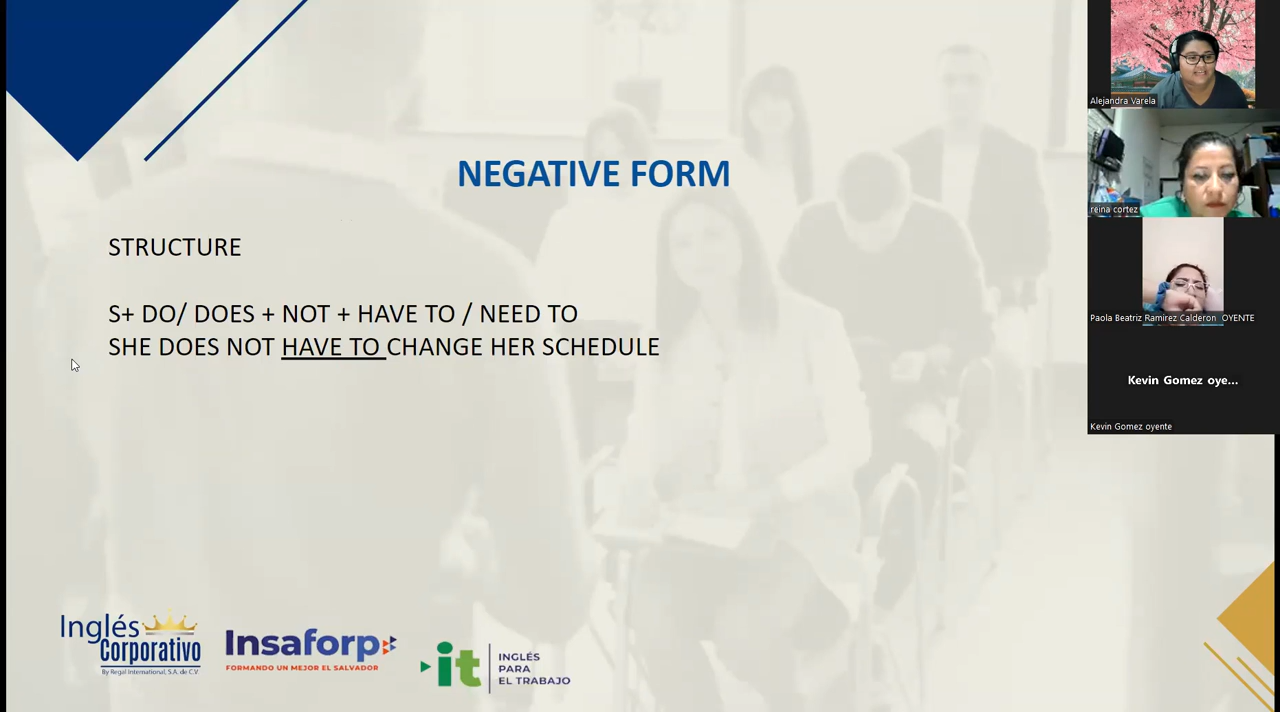 NEGATIVE FORM
STRUCTURE
S+ DO/ DOES + NOT + HAVE TO / NEED TO
SHE DOES NOT HAVE TO CHANGE HER SCHEDULE
Inglés
Corporativo
By Regal International, S.A. de C.V.
Insaforp
FORMANDO UN MEJOR EL SALVADOR
it
INGLÉS
PARA
EL TRABAJO
Alejandra Varela
reina cortez
Paola Beatriz Ramirez Calderon OYENTE
Kevin Gomez oye...
Kevin Gomez oyente